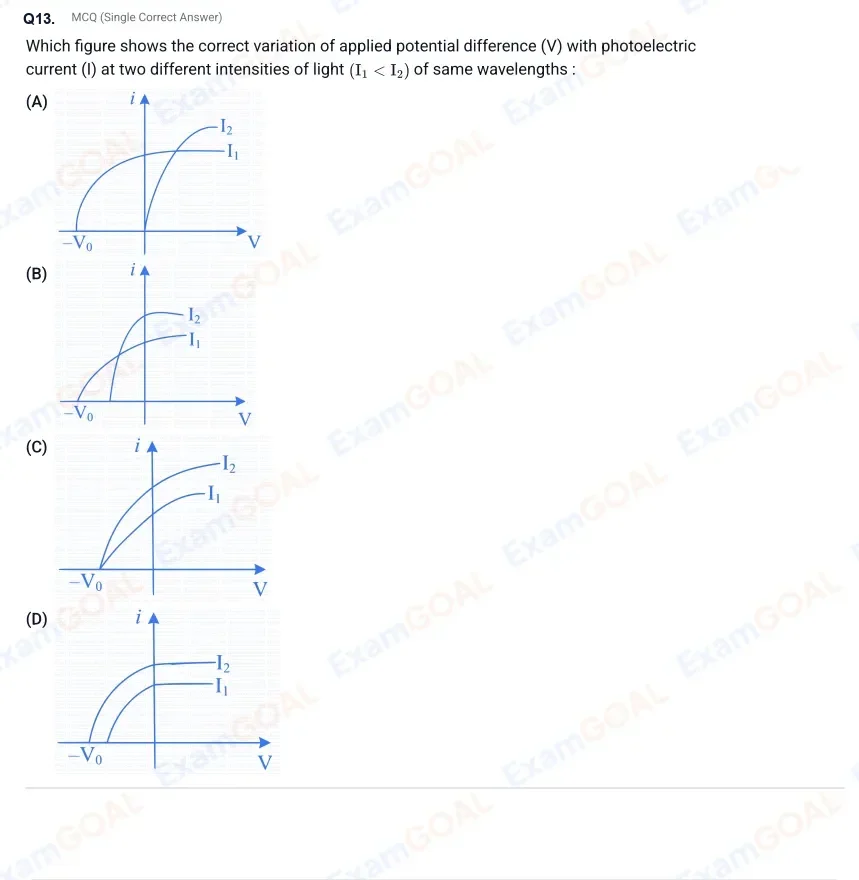 Q13. MCQ (Single Correct Answer)
Which figure shows the correct variation of applied potential difference (V) with photoelectric
current (I) at two different intensities of light (I₁ < I₂) of same wavelengths :
(A)
i
I₂
I₁
−V₀
V
(B)
i
I₂
I₁
−V₀
V
(C)
i
I₂
I₁
−V₀
V
(D)
i
I₂
I₁
−V₀
V
ExamGOAL